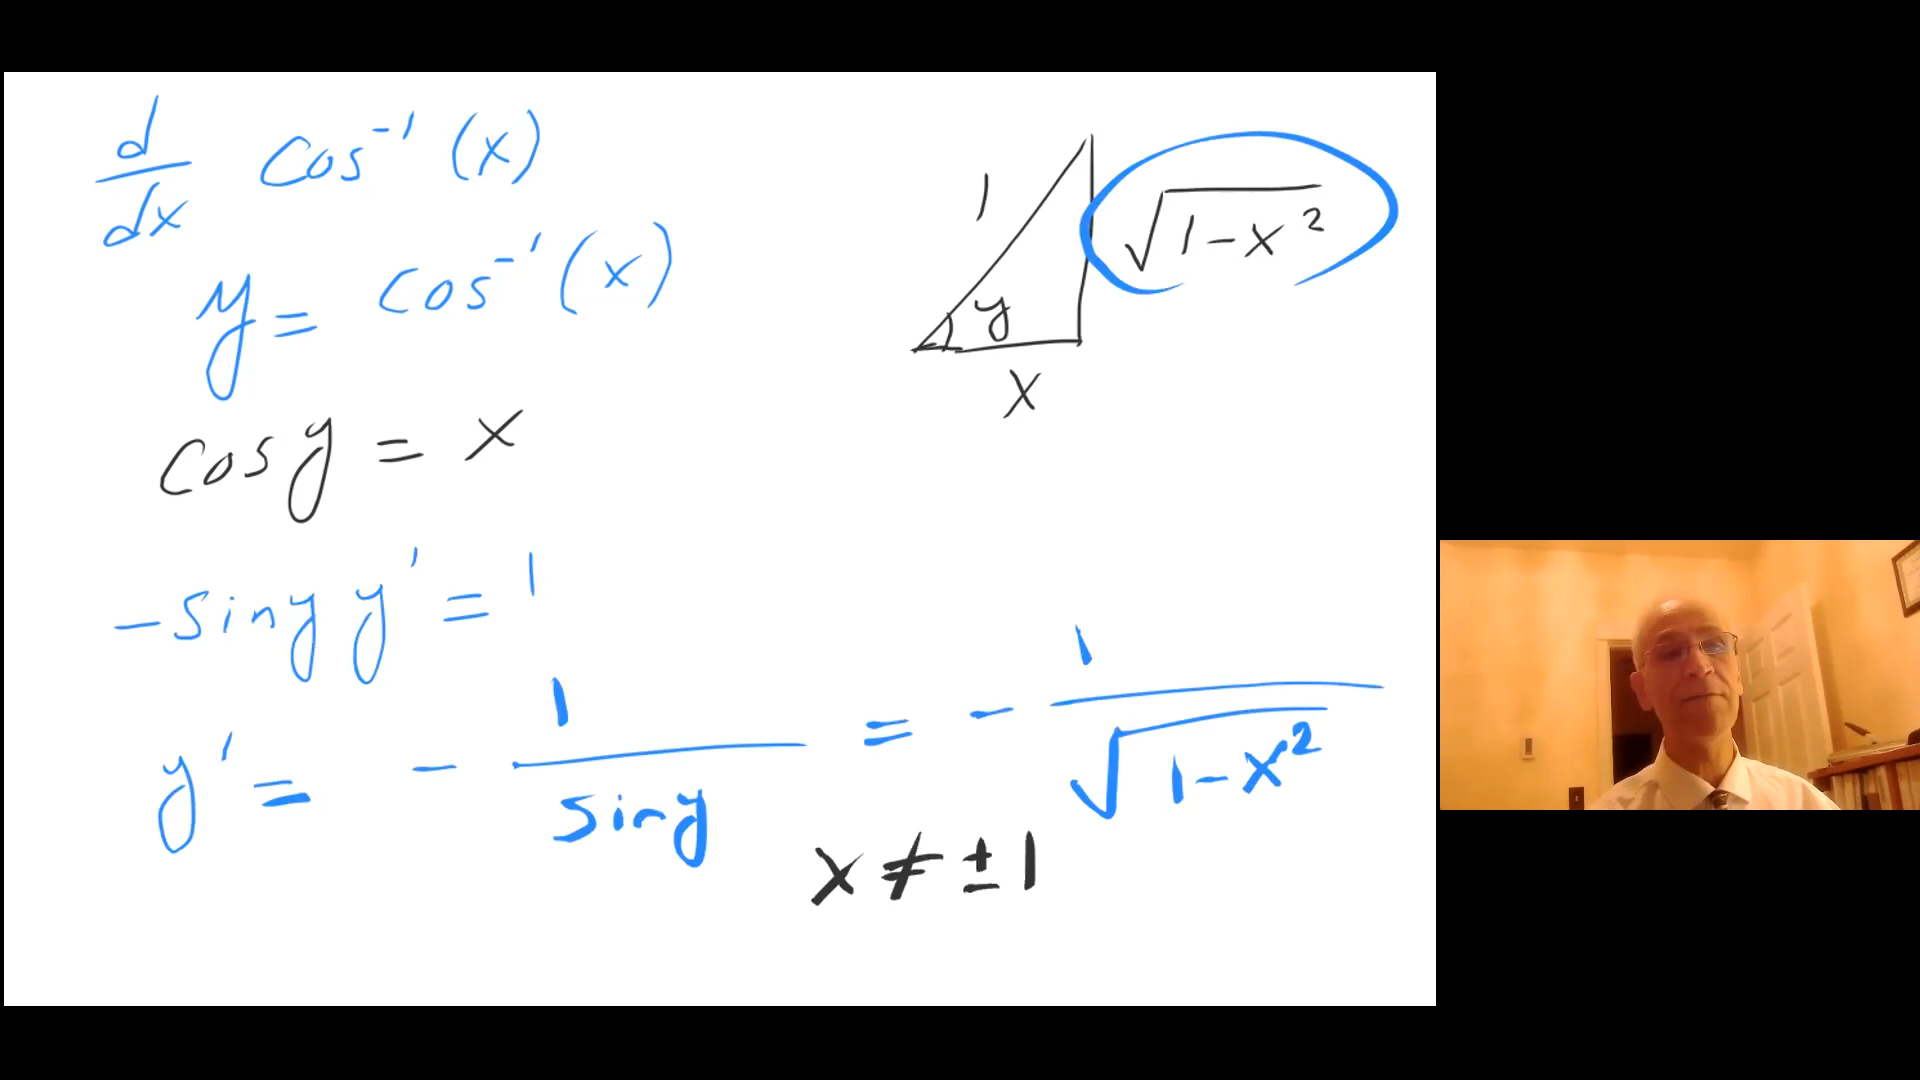 d/dx cos⁻¹(x)
y = cos⁻¹(x)
cos y = x
-sin y y' = 1
y' = - 1/sin y = - 1/√(1-x²)
x ≠ ±1
1
√(1-x²)
y
x